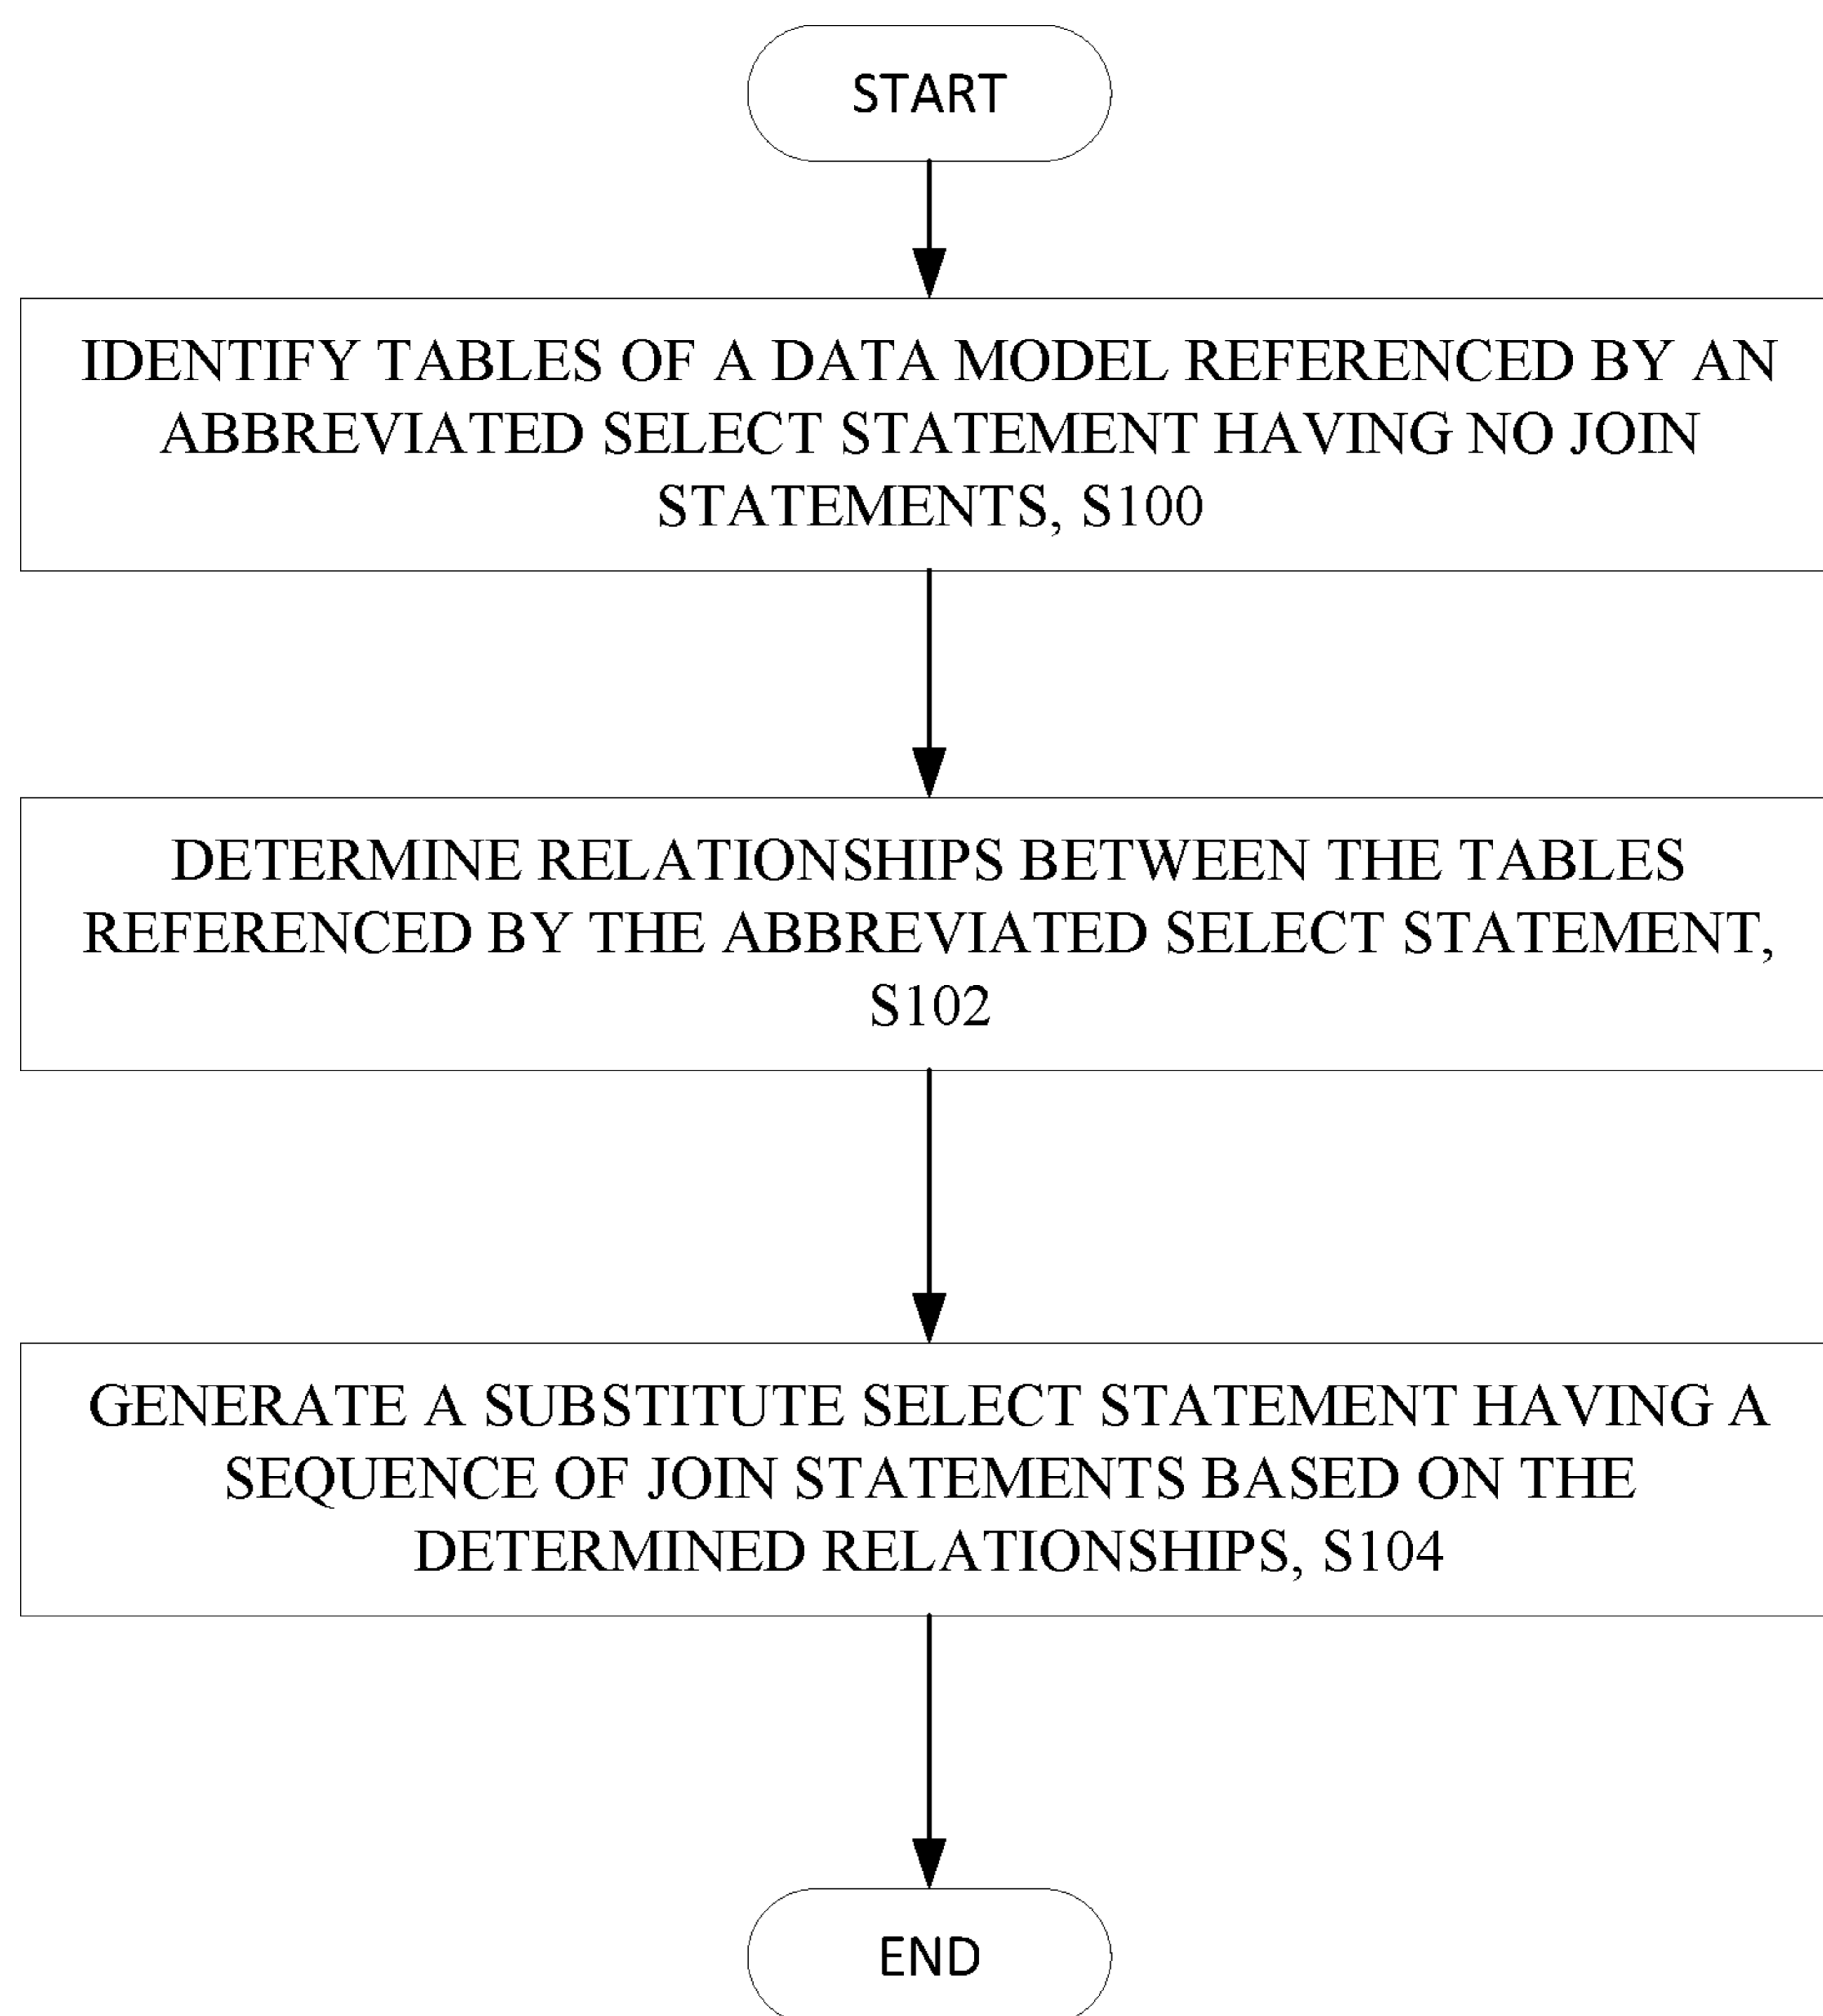 START
IDENTIFY TABLES OF A DATA MODEL REFERENCED BY AN
ABBREVIATED SELECT STATEMENT HAVING NO JOIN
STATEMENTS, S100
DETERMINE RELATIONSHIPS BETWEEN THE TABLES
REFERENCED BY THE ABBREVIATED SELECT STATEMENT,
S102
GENERATE A SUBSTITUTE SELECT STATEMENT HAVING A
SEQUENCE OF JOIN STATEMENTS BASED ON THE
DETERMINED RELATIONSHIPS, S104
END